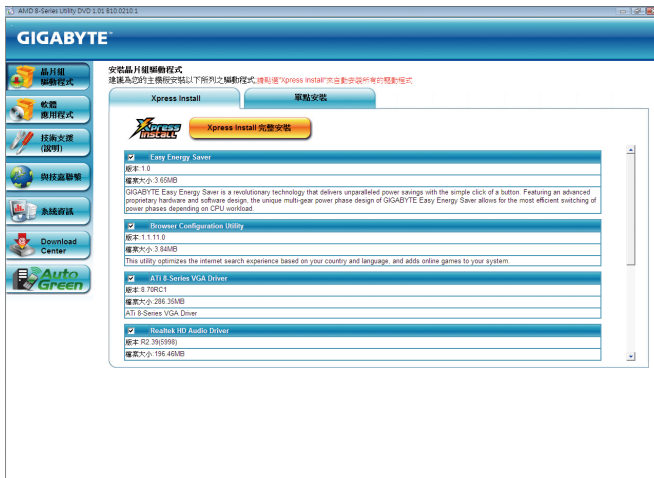 AMD 8-Series Utility DVD 1.01 B10.0210.1
GIGABYTE™
晶片組
驅動程式
軟體
應用程式
技術支援
(說明)
與技嘉聯繫
系統資訊
Download
Center
Auto
Green
安裝晶片組驅動程式
建議為您的主機板安裝以下所列之驅動程式,請點選"Xpress Install"來自動安裝所有的驅動程式
Xpress Install
單點安裝
Xpress
INSTALL
Xpress Install 完整安裝
Easy Energy Saver
版本:1.0
檔案大小:3.65MB
GIGABYTE Easy Energy Saver is a revolutionary technology that delivers unparalleled power savings with the simple click of a button. Featuring an advanced
proprietary hardware and software design, the unique multi-gear power phase design of GIGABYTE Easy Energy Saver allows for the most efficient switching of
power phases depending on CPU workload.
Browser Configuration Utility
版本:1.1.11.0
檔案大小:3.84MB
This utility optimizes the internet search experience based on your country and language, and adds online games to your system.
ATi 8-Series VGA Driver
版本:8.70RC1
檔案大小:286.35MB
ATi 8-Series VGA Driver
Realtek HD Audio Driver
版本:R2.39(5998)
檔案大小:196.46MB